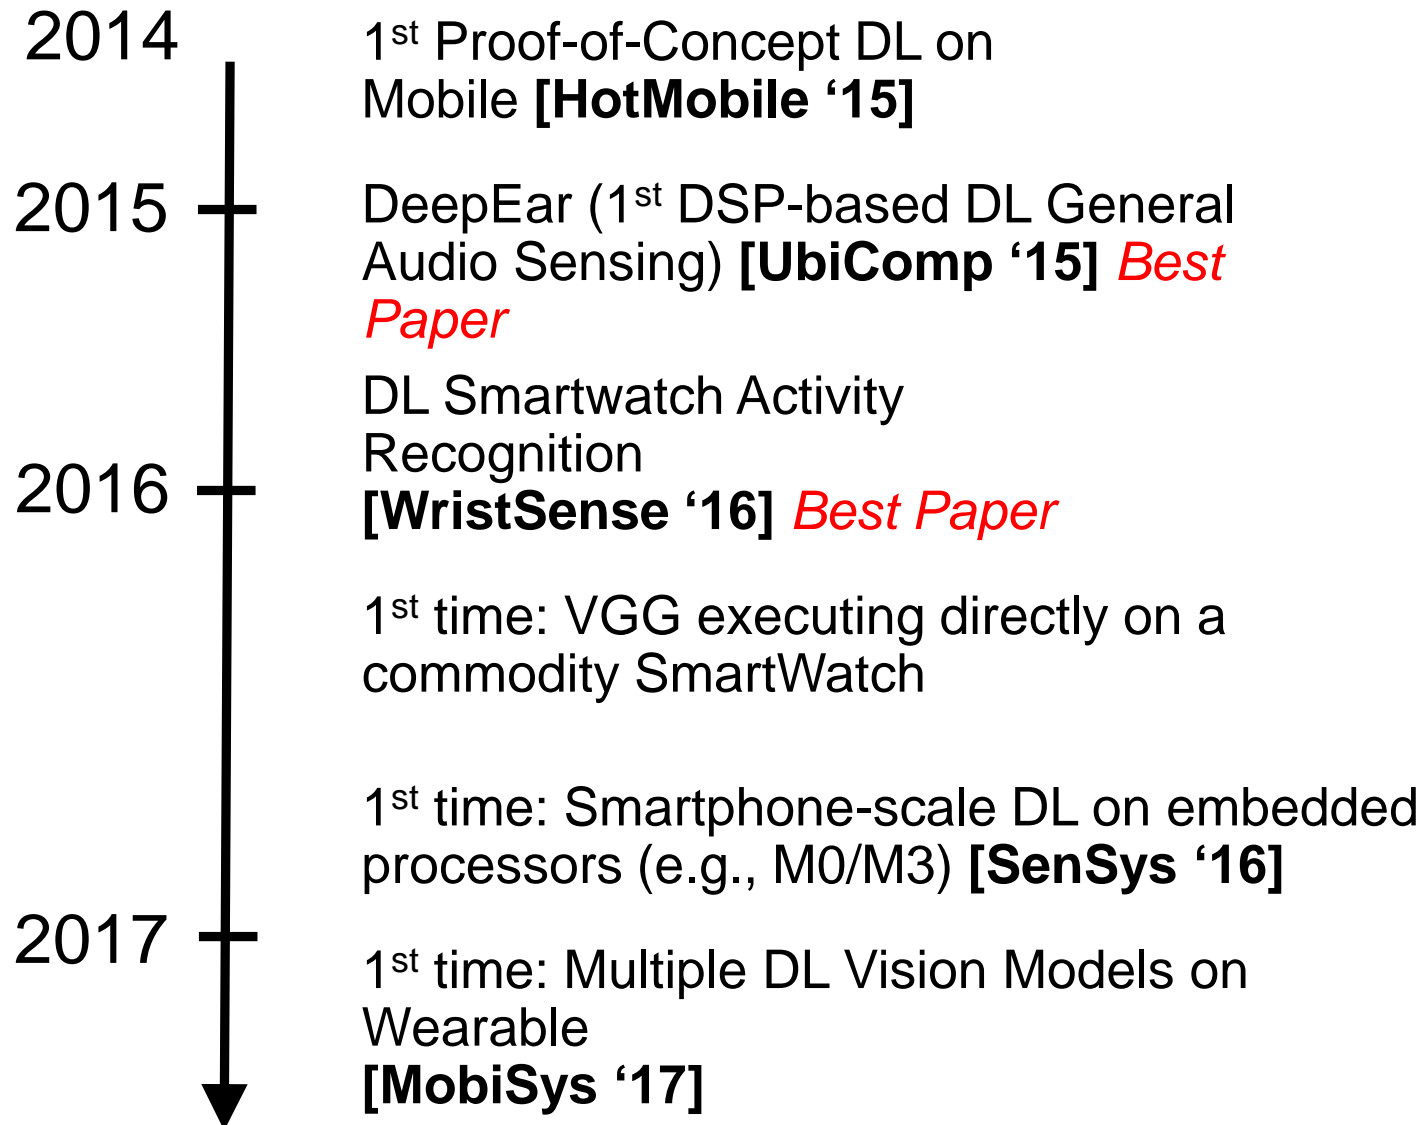 2014
1st Proof-of-Concept DL on
Mobile [HotMobile ‘15]
2015
DeepEar (1st DSP-based DL General
Audio Sensing) [UbiComp ‘15] Best
Paper
DL Smartwatch Activity
Recognition
2016
[WristSense ‘16] Best Paper
1st time: VGG executing directly on a
commodity SmartWatch
1st time: Smartphone-scale DL on embedded
processors (e.g., M0/M3) [SenSys ‘16]
2017
1st time: Multiple DL Vision Models on
Wearable
[MobiSys ‘17]